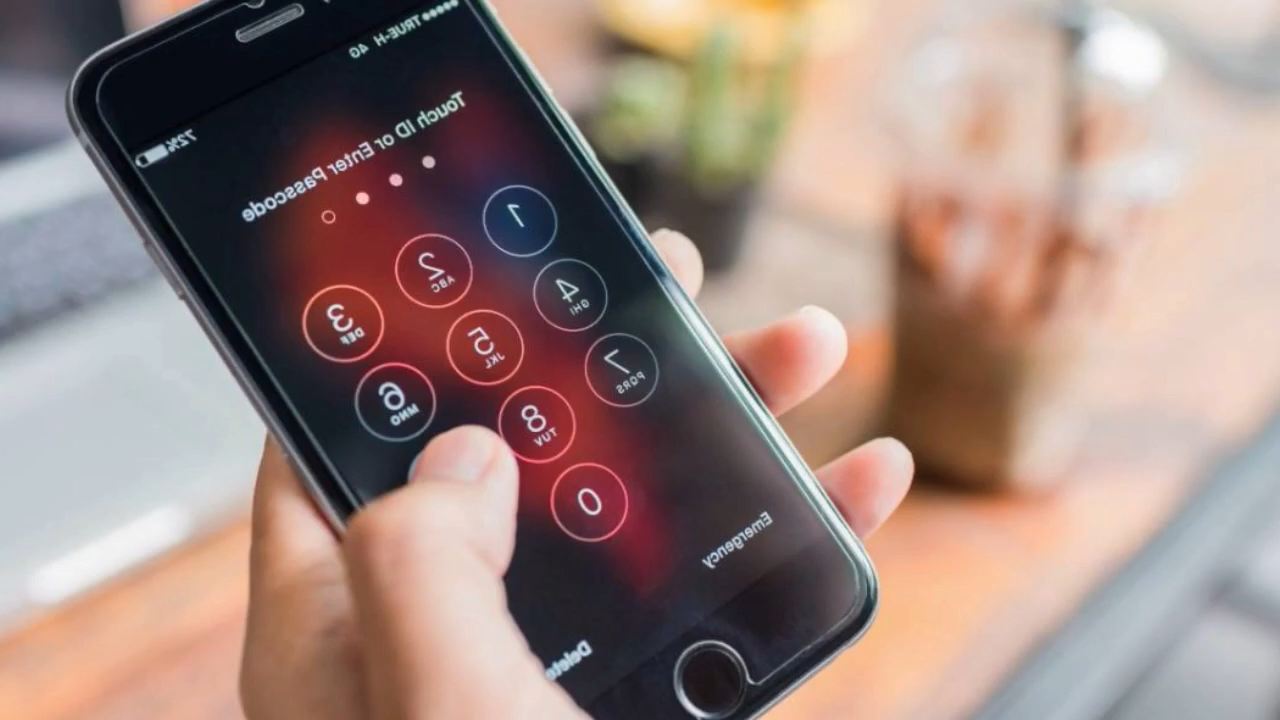 ●●●●● TRUE-H 4G
72%
Touch ID or Enter Passcode
1
2
ABC
3
DEF
4
GHI
5
JKL
6
MNO
7
PQRS
8
TUV
0
Emergency
Delete